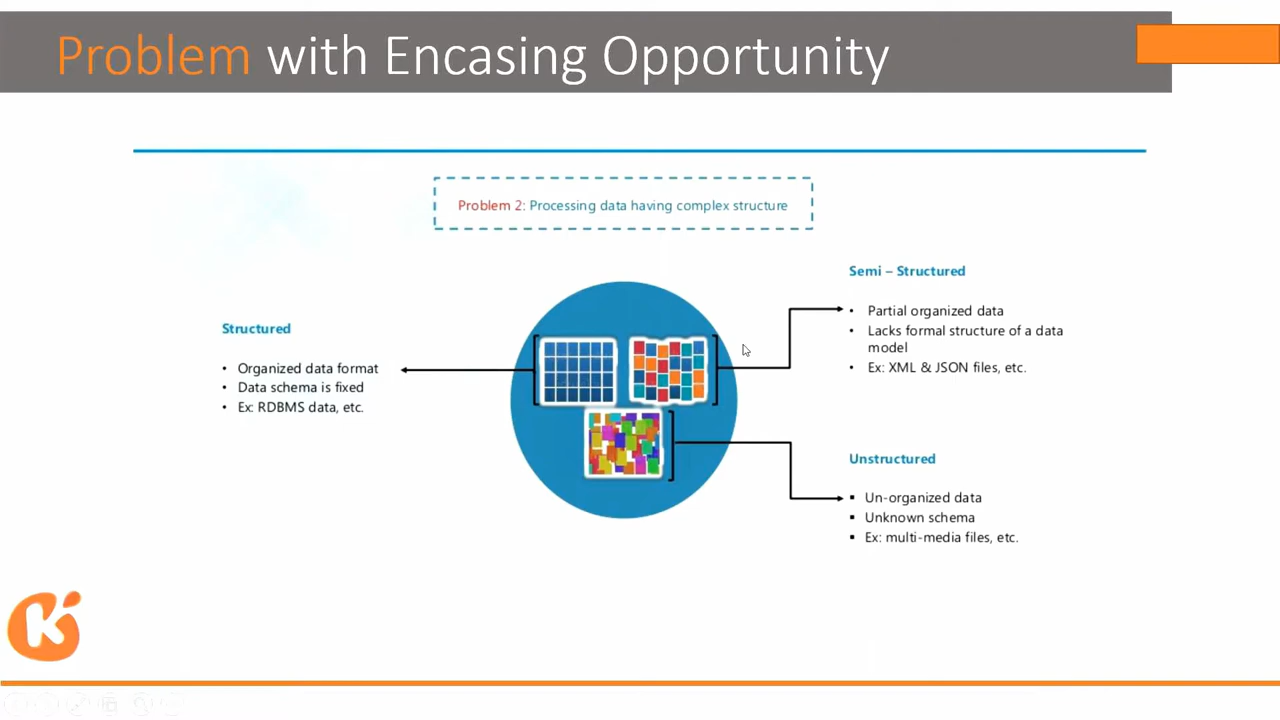 Problem with Encasing Opportunity
Problem 2: Processing data having complex structure
Structured
• Organized data format
• Data schema is fixed
• Ex: RDBMS data, etc.
Semi – Structured
• Partial organized data
• Lacks formal structure of a data
model
• Ex: XML & JSON files, etc.
Unstructured
▪ Un-organized data
▪ Unknown schema
▪ Ex: multi-media files, etc.
K